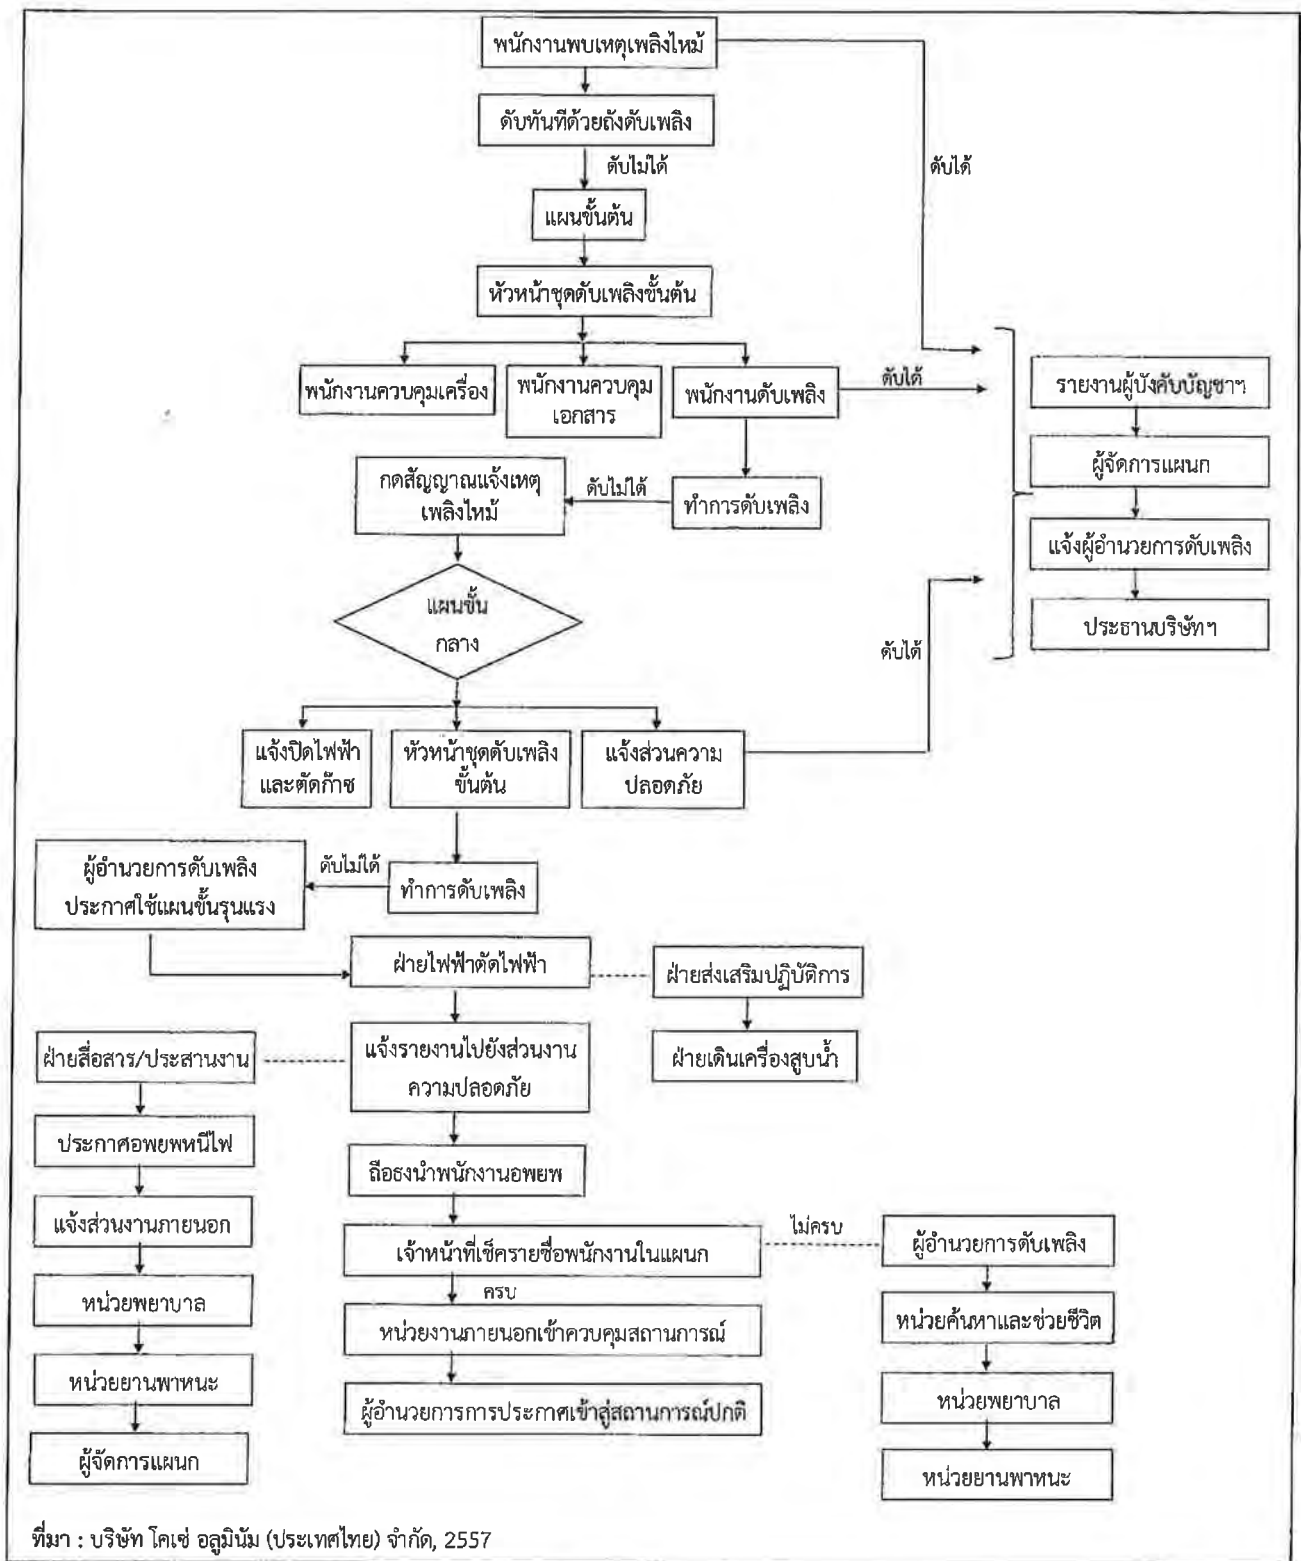 พนักงานพบเหตุเพลิงไหม้
ดับทันทีด้วยถังดับเพลิง
ดับไม่ได้
ดับได้
แผนขั้นต้น
หัวหน้าชุดดับเพลิงขั้นต้น
พนักงานควบคุมเครื่อง
พนักงานควบคุม
เอกสาร
พนักงานดับเพลิง
ดับได้
รายงานผู้บังคับบัญชาฯ
ผู้จัดการแผนก
แจ้งผู้อำนวยการดับเพลิง
ประธานบริษัทฯ
กดสัญญาณแจ้งเหตุ
เพลิงไหม้
ดับไม่ได้
ทำการดับเพลิง
แผนขั้น
กลาง
ดับได้
แจ้งปิดไฟฟ้า
และตัดก๊าซ
หัวหน้าชุดดับเพลิง
ขั้นต้น
แจ้งส่วนความ
ปลอดภัย
ผู้อำนวยการดับเพลิง
ประกาศใช้แผนขั้นรุนแรง
ดับไม่ได้
ทำการดับเพลิง
ฝ่ายไฟฟ้าตัดไฟฟ้า
ฝ่ายส่งเสริมปฏิบัติการ
ฝ่ายเดินเครื่องสูบน้ำ
ฝ่ายสื่อสาร/ประสานงาน
แจ้งรายงานไปยังส่วนงาน
ความปลอดภัย
ประกาศอพยพหนีไฟ
ถือธงนำพนักงานอพยพ
แจ้งส่วนงานภายนอก
เจ้าหน้าที่เช็ครายชื่อพนักงานในแผนก
ไม่ครบ
ผู้อำนวยการดับเพลิง
ครบ
หน่วยพยาบาล
หน่วยงานภายนอกเข้าควบคุมสถานการณ์
หน่วยค้นหาและช่วยชีวิต
หน่วยยานพาหนะ
ผู้อำนวยการการประกาศเข้าสู่สถานการณ์ปกติ
หน่วยพยาบาล
ผู้จัดการแผนก
หน่วยยานพาหนะ
ที่มา : บริษัท โคเซ่ อลูมินัม (ประเทศไทย) จำกัด, 2557